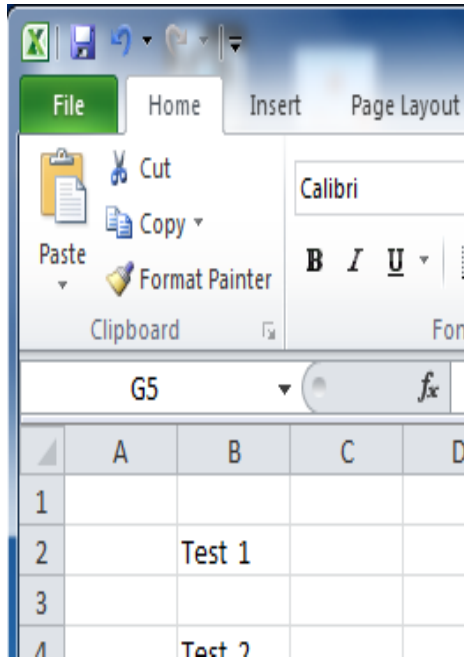 File Home Insert Page Layout
Cut
Calibri
Copy
Paste
B I U
Format Painter
Clipboard
G5 fx
A B C D
1
2 Test 1
3
4 Test 2